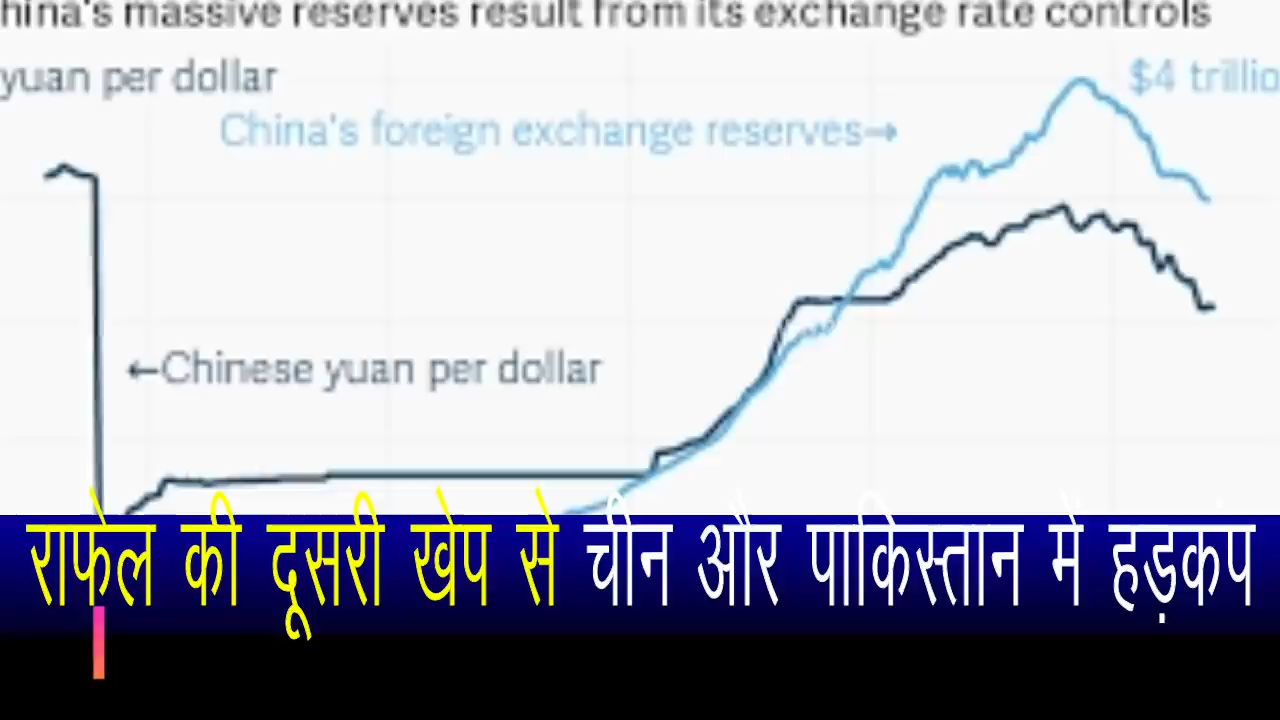 hina's massive reserves result from its exchange rate controls
yuan per dollar
$4 trillio
China's foreign exchange reserves→
←Chinese yuan per dollar
राफेल की दूसरी खेप से चीन और पाकिस्तान में हड़कंप